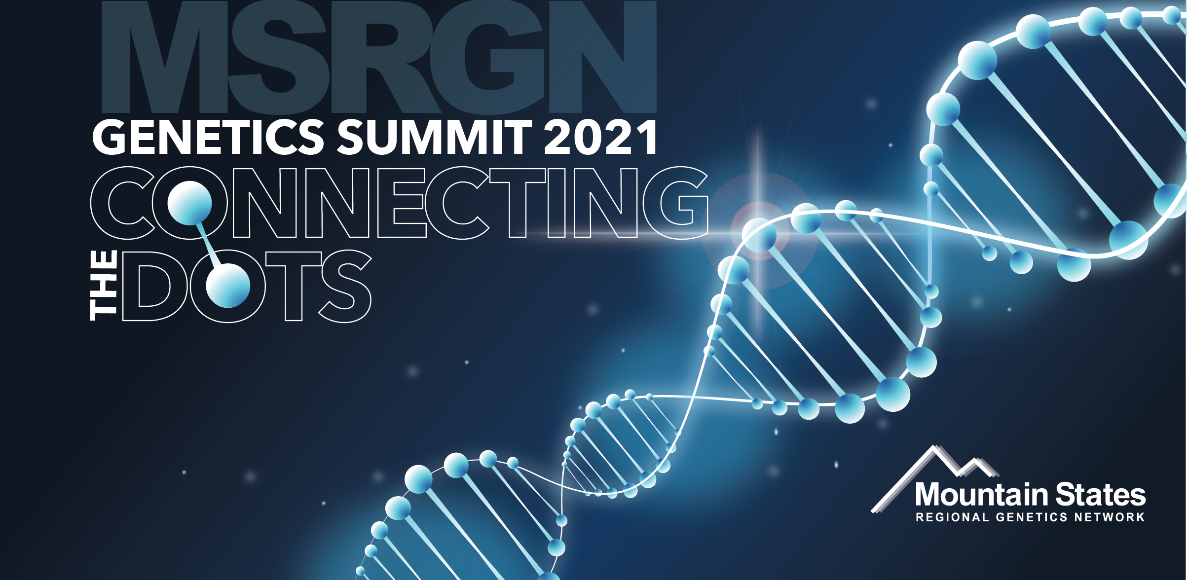 MSRGN
GENETICS SUMMIT 2021
CONNECTING
THE DOTS
Mountain States
REGIONAL GENETICS NETWORK